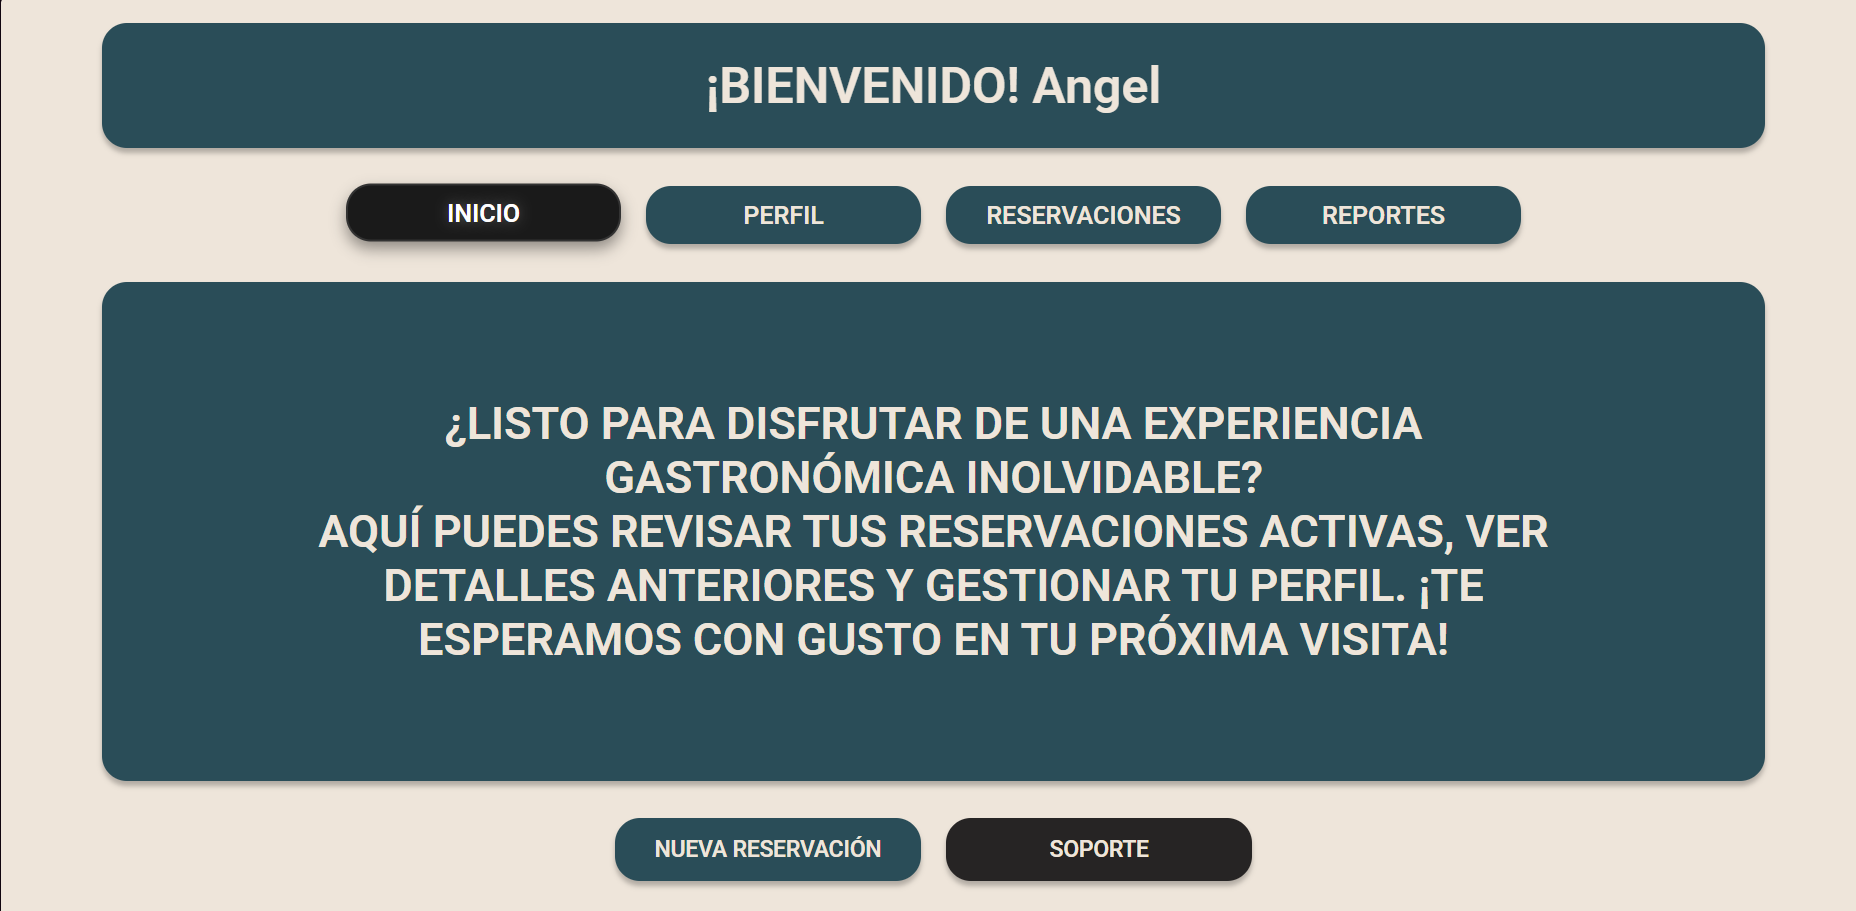 ¡BIENVENIDO! Angel
INICIO
PERFIL
RESERVACIONES
REPORTES
¿LISTO PARA DISFRUTAR DE UNA EXPERIENCIA
GASTRONÓMICA INOLVIDABLE?
AQUÍ PUEDES REVISAR TUS RESERVACIONES ACTIVAS, VER
DETALLES ANTERIORES Y GESTIONAR TU PERFIL. ¡TE
ESPERAMOS CON GUSTO EN TU PRÓXIMA VISITA!
NUEVA RESERVACIÓN
SOPORTE